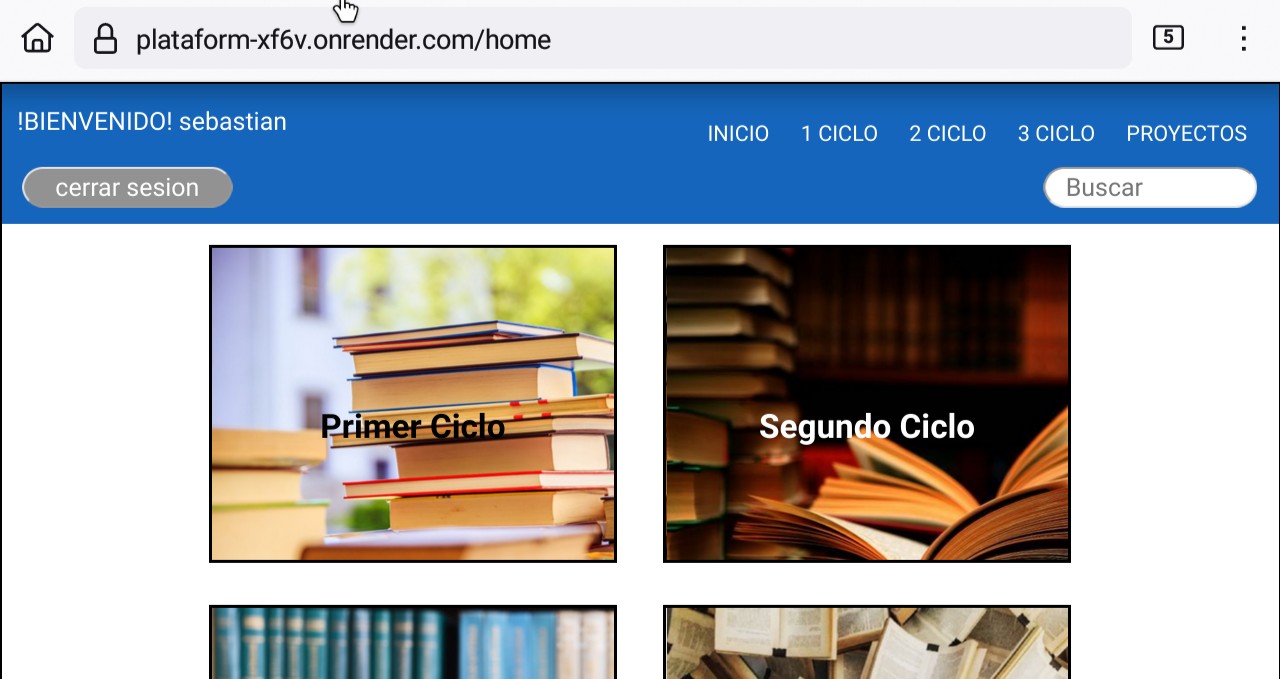 plataform-xf6v.onrender.com/home
5
!BIENVENIDO! sebastian
INICIO 1 CICLO 2 CICLO 3 CICLO PROYECTOS
cerrar sesion
Buscar
Primer Ciclo
Segundo Ciclo